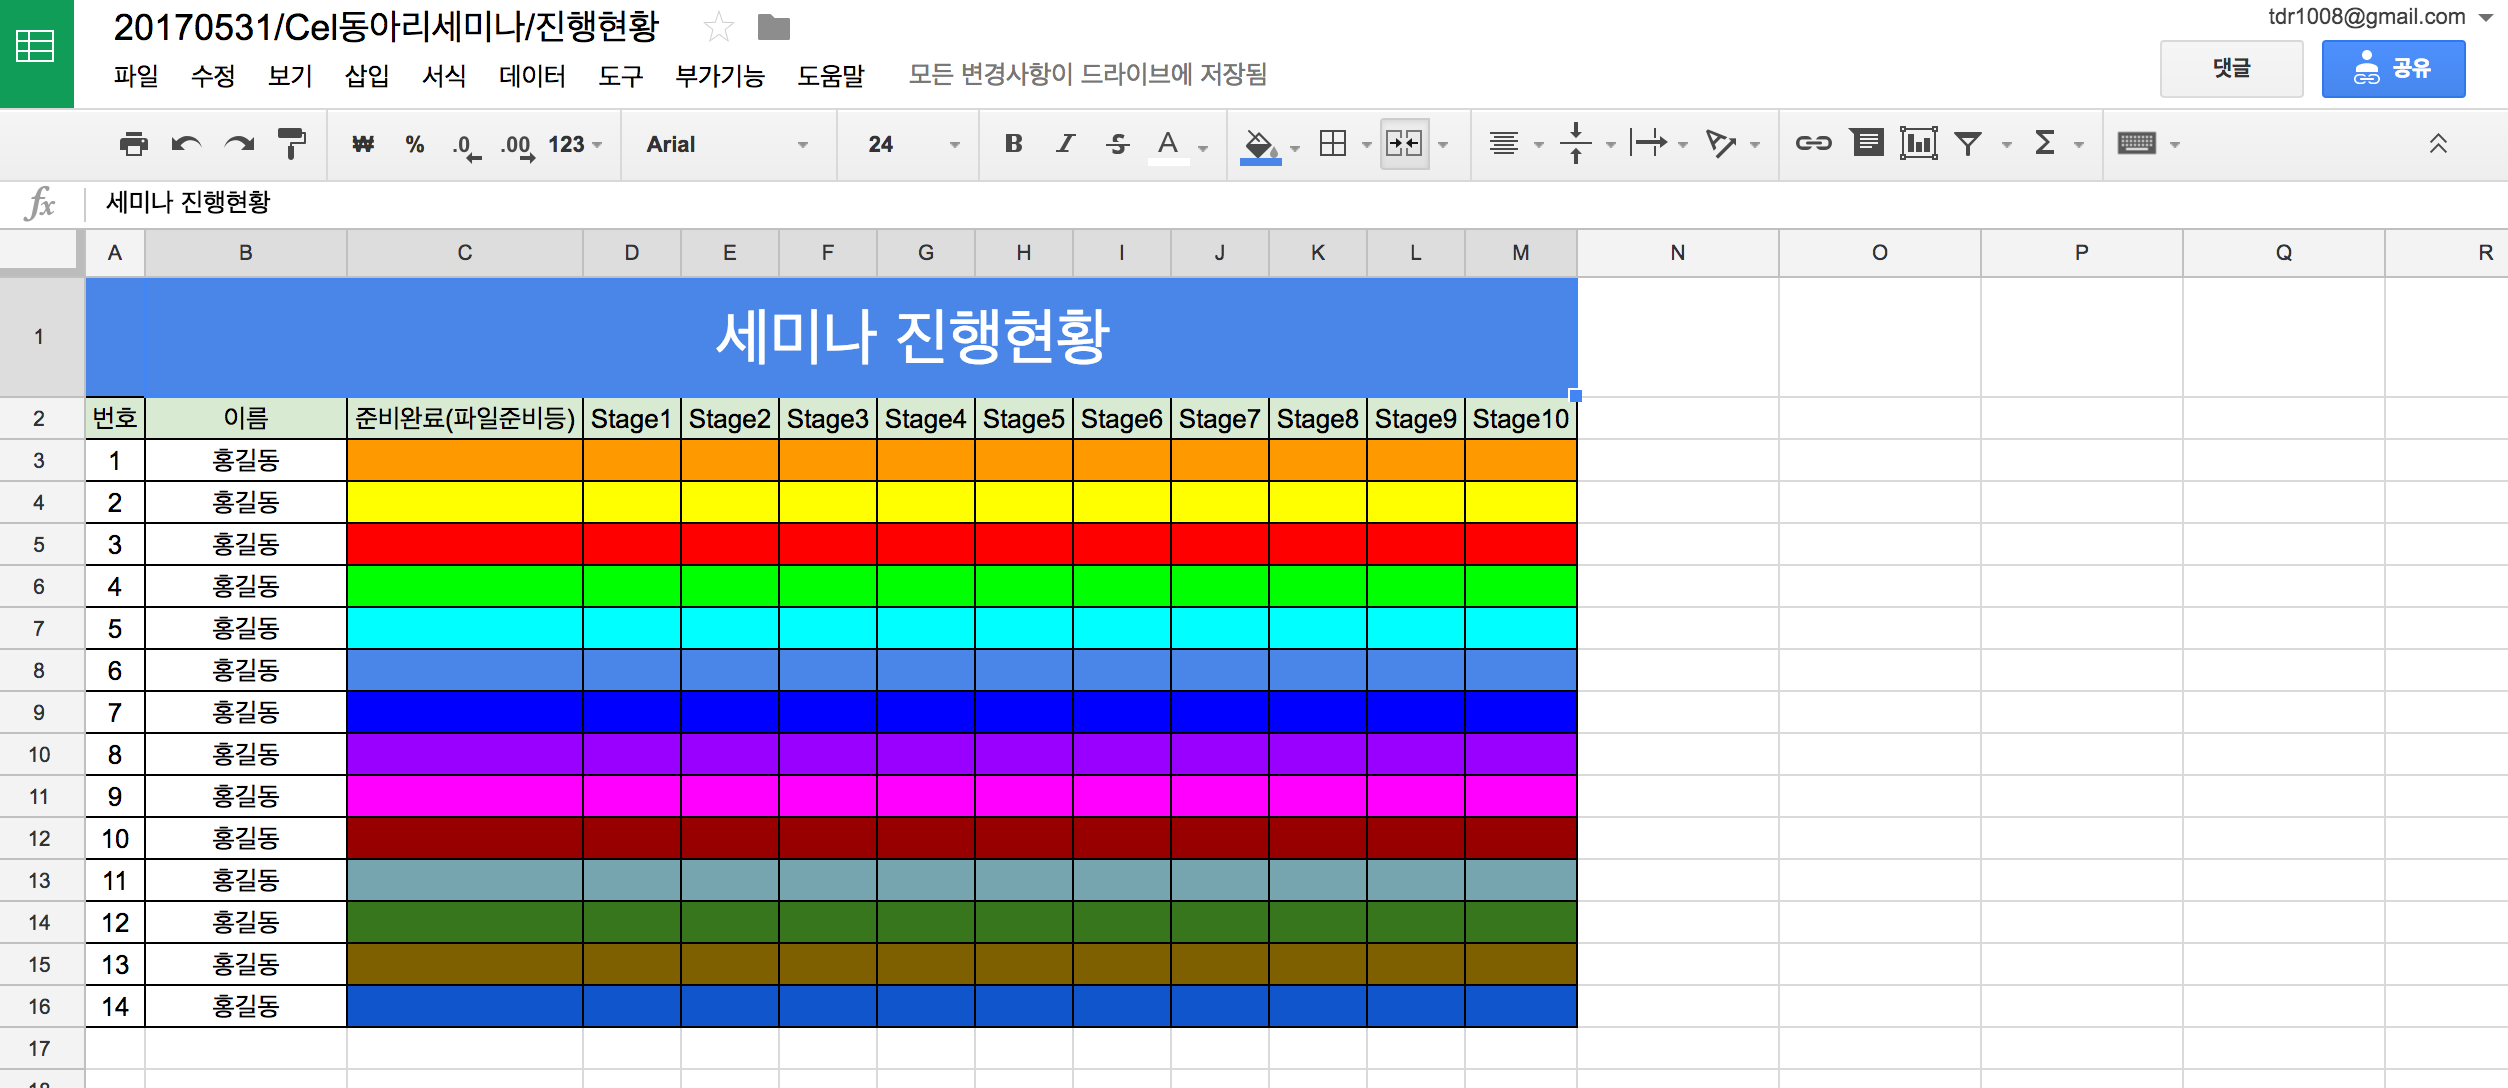 20170531/Cel동아리세미나/진행현황
tdr1008@gmail.com
파일 수정 보기 삽입 서식 데이터 도구 부가기능 도움말 모든 변경사항이 드라이브에 저장됨
댓글 공유
₩ % .0 .00 123 Arial 24 B I S A Σ
fx 세미나 진행현황
A B C D E F G H I J K L M N O P Q R
1 세미나 진행현황
2 번호 이름 준비완료(파일준비등) Stage1 Stage2 Stage3 Stage4 Stage5 Stage6 Stage7 Stage8 Stage9 Stage10
3 1 홍길동
4 2 홍길동
5 3 홍길동
6 4 홍길동
7 5 홍길동
8 6 홍길동
9 7 홍길동
10 8 홍길동
11 9 홍길동
12 10 홍길동
13 11 홍길동
14 12 홍길동
15 13 홍길동
16 14 홍길동
17